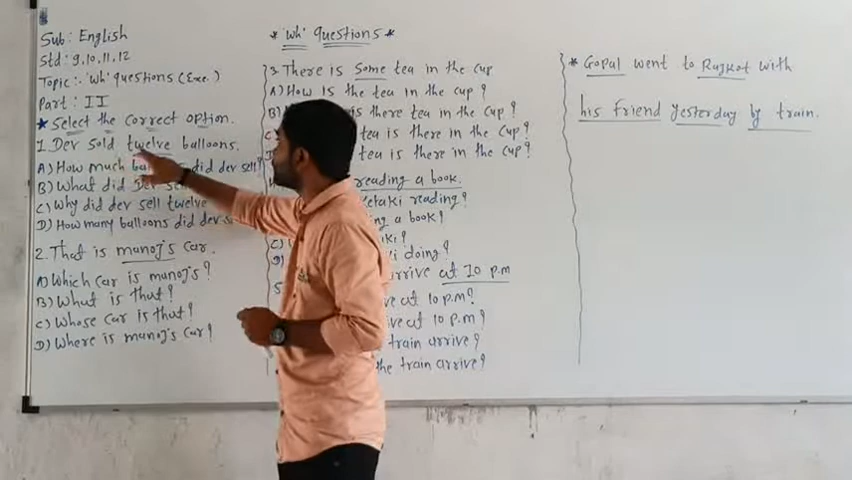 Sub: English
Std: 9,10,11,12
Topic:- 'Wh' questions (Exe.)
Part: II
* Select the correct option.
1. Dev sold twelve balloons.
A) How much did dev sell?
B) What did Dev
C) Why did dev sell twelve
D) How many balloons did dev
2. That is manoj's car.
A) Which car is manoj's?
B) What is that?
C) Whose car is that?
D) Where is manoj's car?
* 'Wh' questions *
3. There is some tea in the cup
A) How is the tea in the cup?
B) is there tea in the cup?
tea is there in the cup?
tea is there in the cup?
reading a book.
Ketaki reading?
a book?
C)
D) doing?
arrive at 10 p.m
5
at 10 p.m?
at 10 p.m?
train arrive?
the train arrive?
* Gopal went to Rajkot with
his friend yesterday by train.